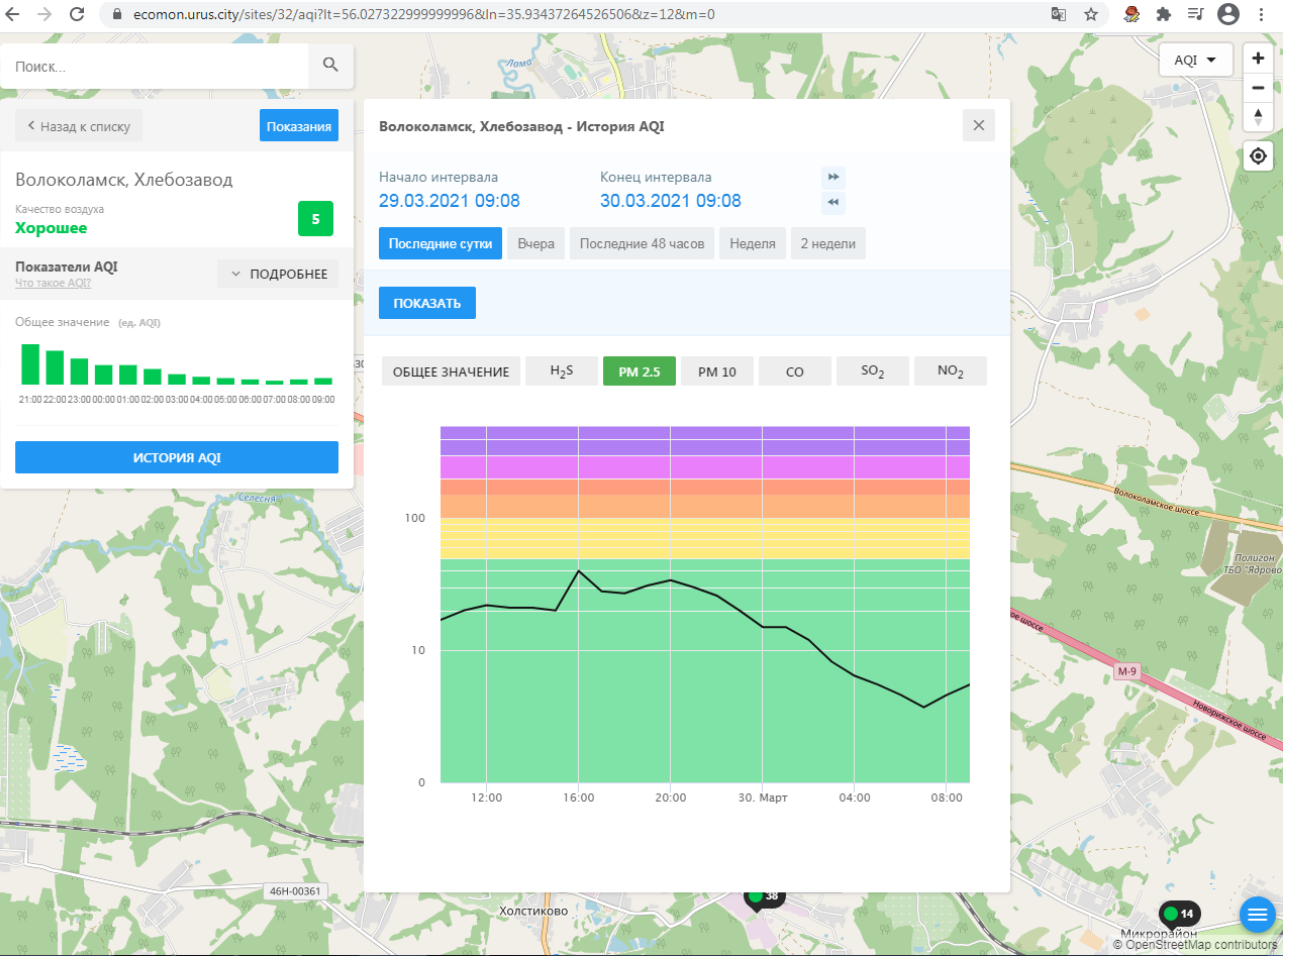 ecomon.urus.city/sites/32/aqi?lt=56.027322999999996&ln=35.93437264526506&z=12&m=0
Поиск...
AQI
Назад к списку
Показания
Волоколамск, Хлебозавод
Качество воздуха
Хорошее
5
Показатели AQI
Что такое AQI?
ПОДРОБНЕЕ
Общее значение (ед. AQI)
21:00 22:00 23:00 00:00 01:00 02:00 03:00 04:00 05:00 06:00 07:00 08:00 09:00
ИСТОРИЯ AQI
Волоколамск, Хлебозавод - История AQI
Начало интервала
Конец интервала
29.03.2021 09:08
30.03.2021 09:08
Последние сутки
Вчера
Последние 48 часов
Неделя
2 недели
ПОКАЗАТЬ
ОБЩЕЕ ЗНАЧЕНИЕ
H2S
PM 2.5
PM 10
CO
SO2
NO2
100
10
0
12:00 16:00 20:00 30. Март 04:00 08:00
Лама
Селесня
Волоколамское шоссе
Полигон
ТБО "Ядрово
М-9
Новорижское шоссе
46Н-00361
Холстиково
38
14
Микрорайон
© OpenStreetMap contributors